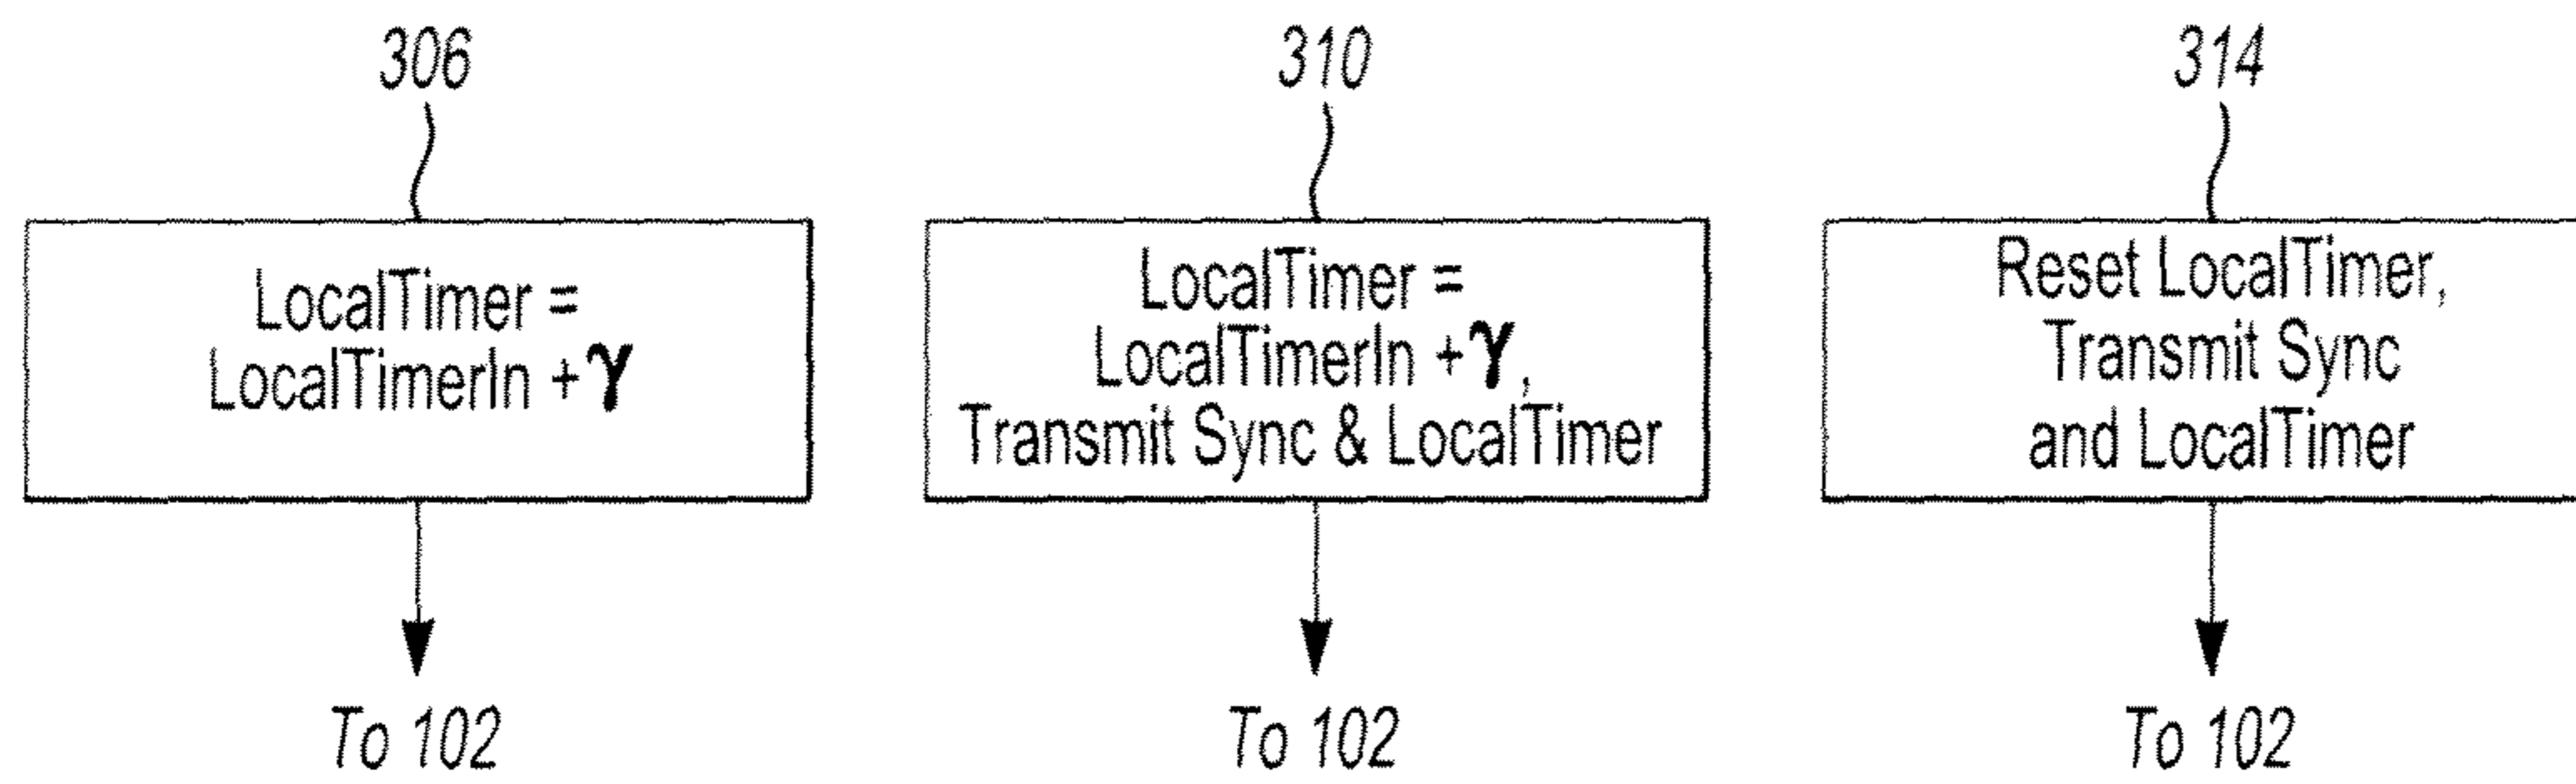 306
310
314
LocalTimer =
LocalTimerIn + γ
LocalTimer =
LocalTimerIn + γ,
Transmit Sync & LocalTimer
Reset LocalTimer,
Transmit Sync
and LocalTimer
To 102
To 102
To 102